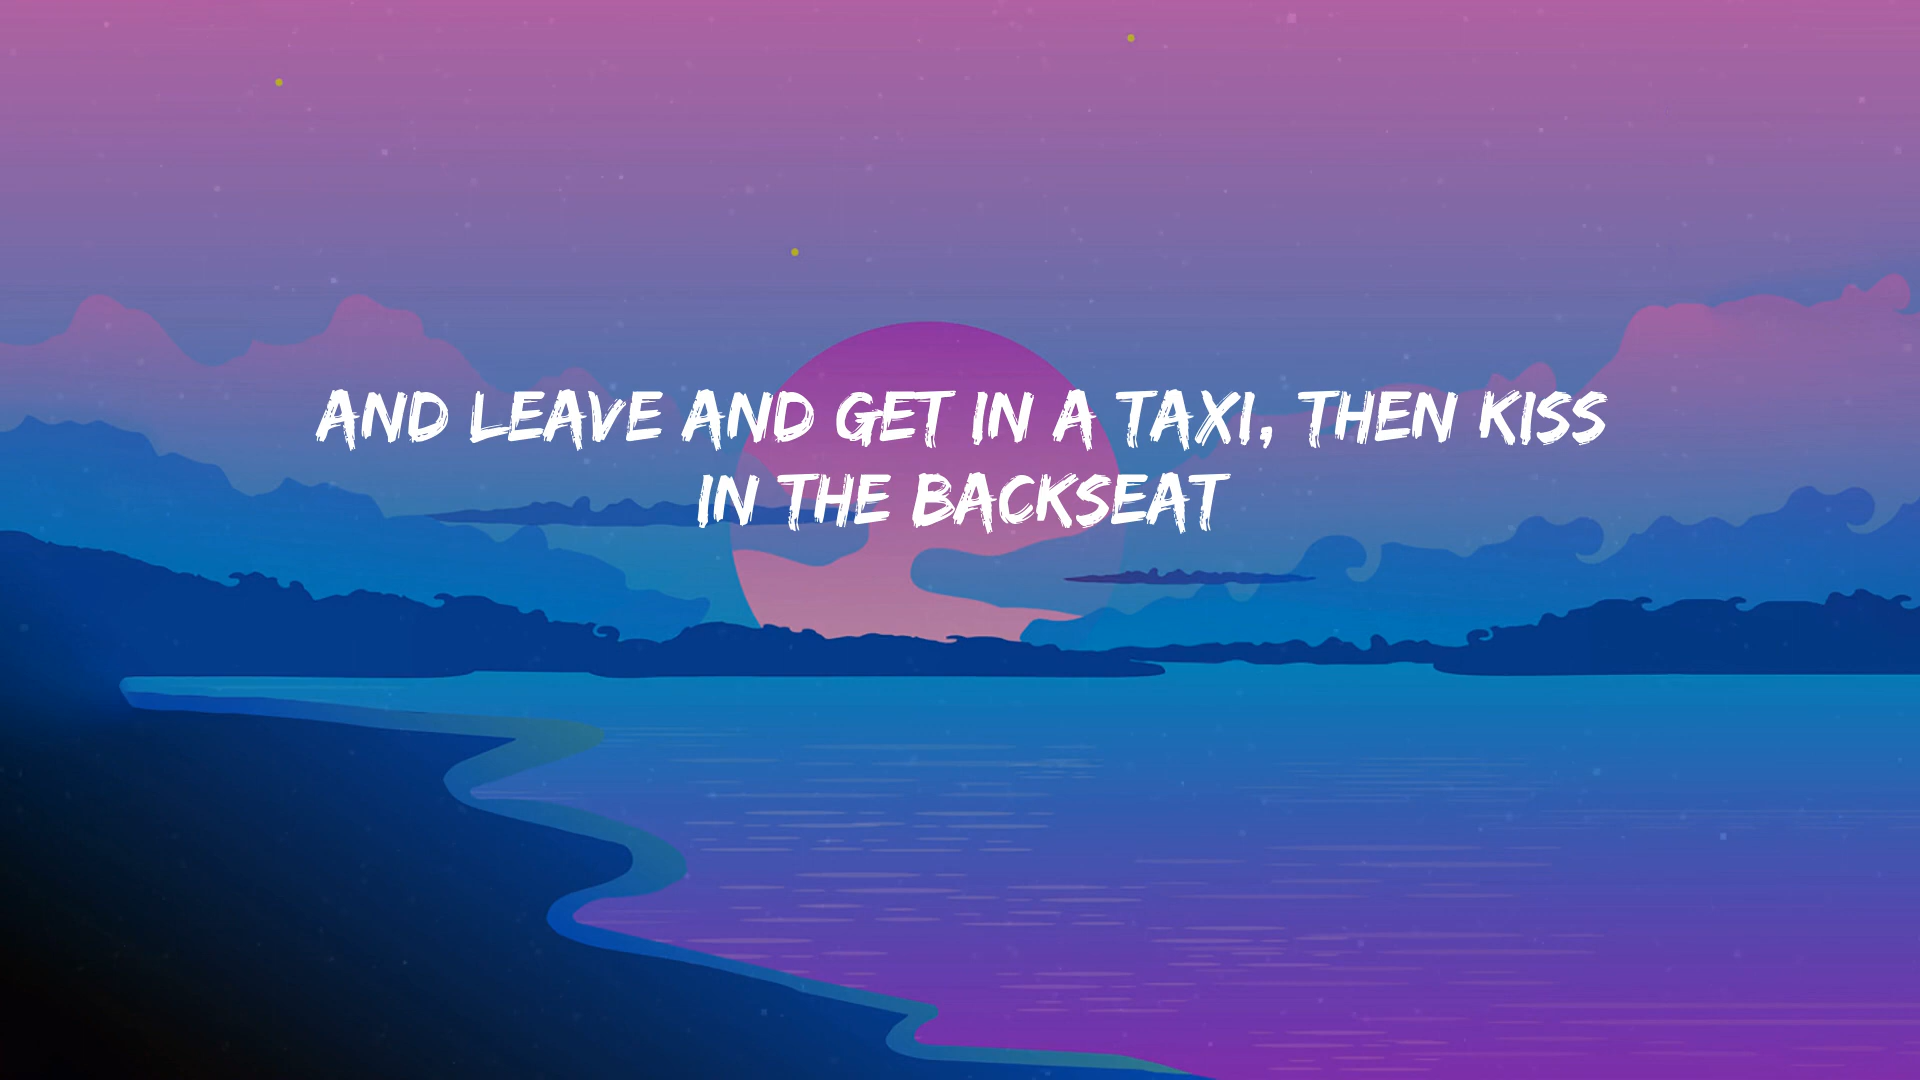 AND LEAVE AND GET IN A TAXI, THEN KISS
IN THE BACKSEAT